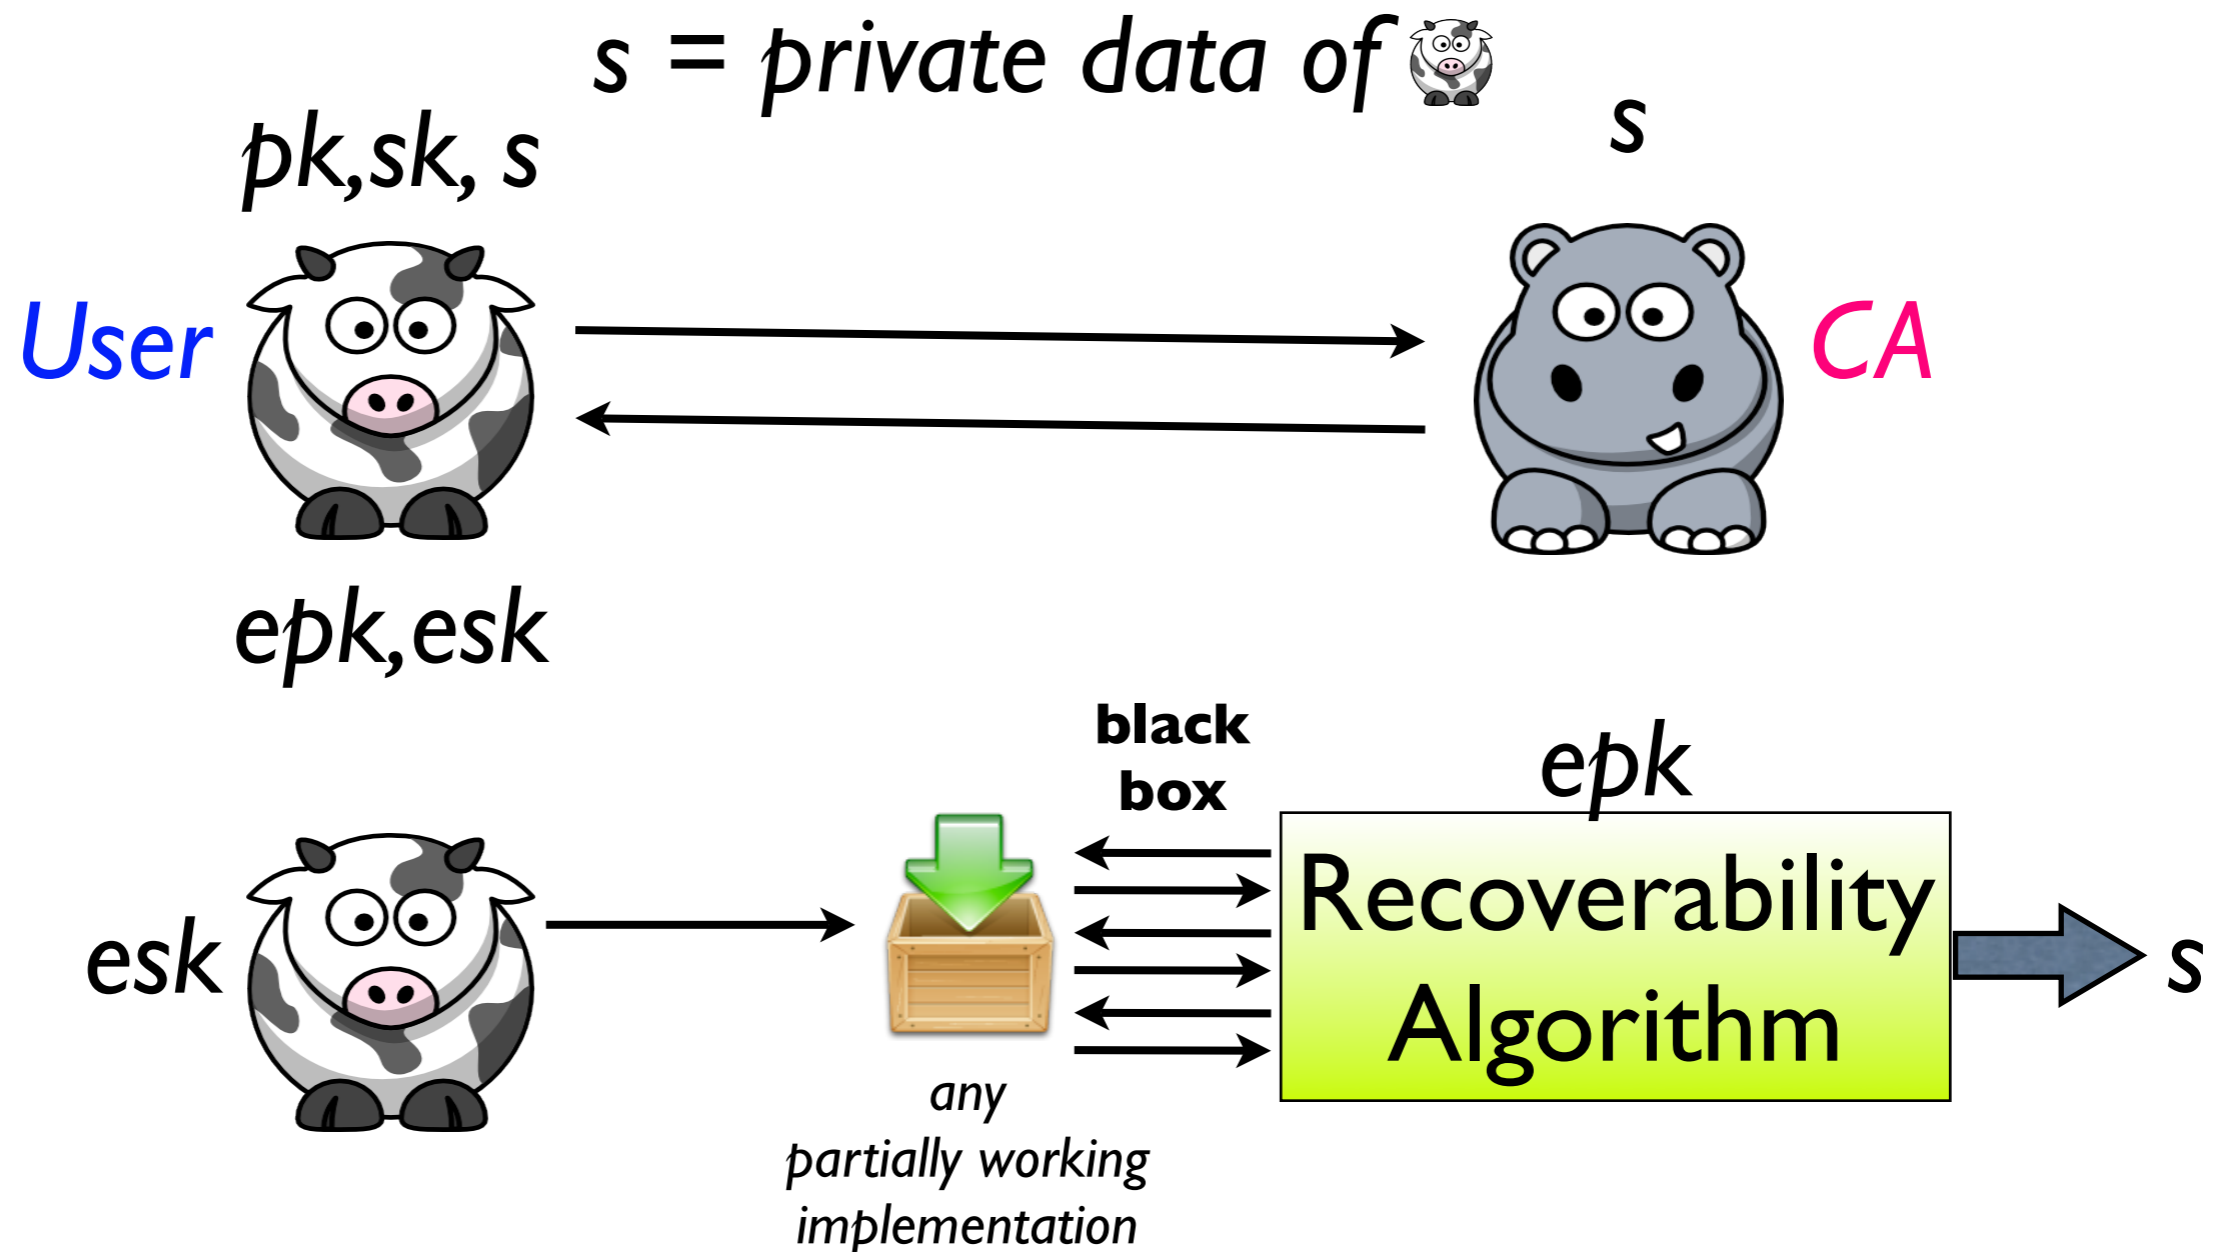 s = private data of
s
pk,sk, s
User
CA
epk,esk
black
box
epk
Recoverability
Algorithm
esk
s
any
partially working
implementation